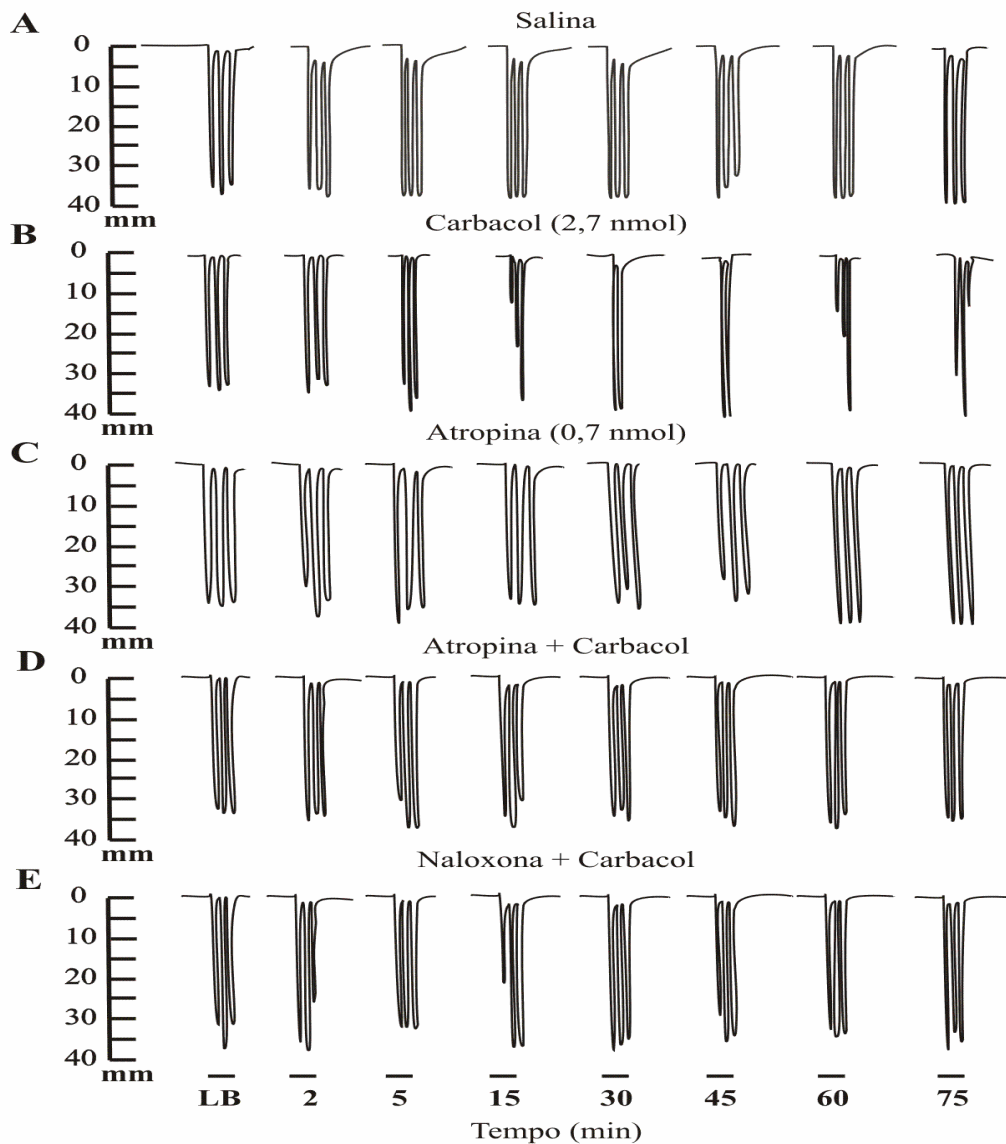 A
Salina
0
10
20
30
40
mm
Carbacol (2,7 nmol)
B
0
10
20
30
40
Atropina (0,7 nmol)
C
0
10
20
30
40
mm
Atropina + Carbacol
D
0
10
20
30
40
mm
Naloxona + Carbacol
E
0
10
20
30
40
mm
LB 2 5 15 30 45 60 75
Tempo (min)